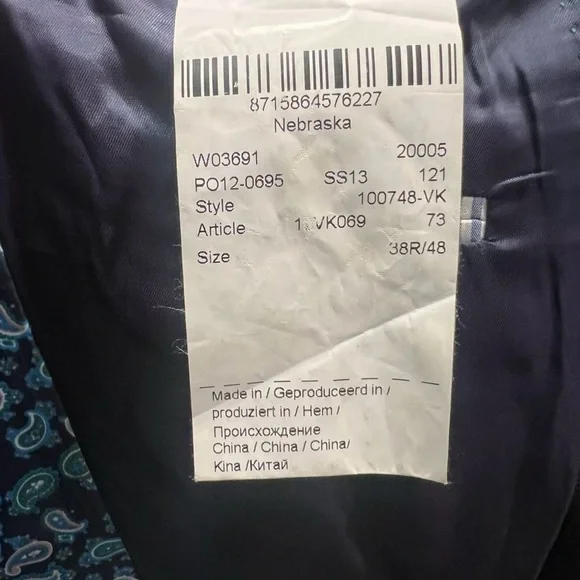 8715864576227
Nebraska
W03691 20005
PO12-0695 SS13 121
Style 100748-VK
Article VK069 73
Size 38R/48
Made in / Geproduceerd in /
produziert in / Hem /
Происхождение
China / China / China/
Kina /Китай